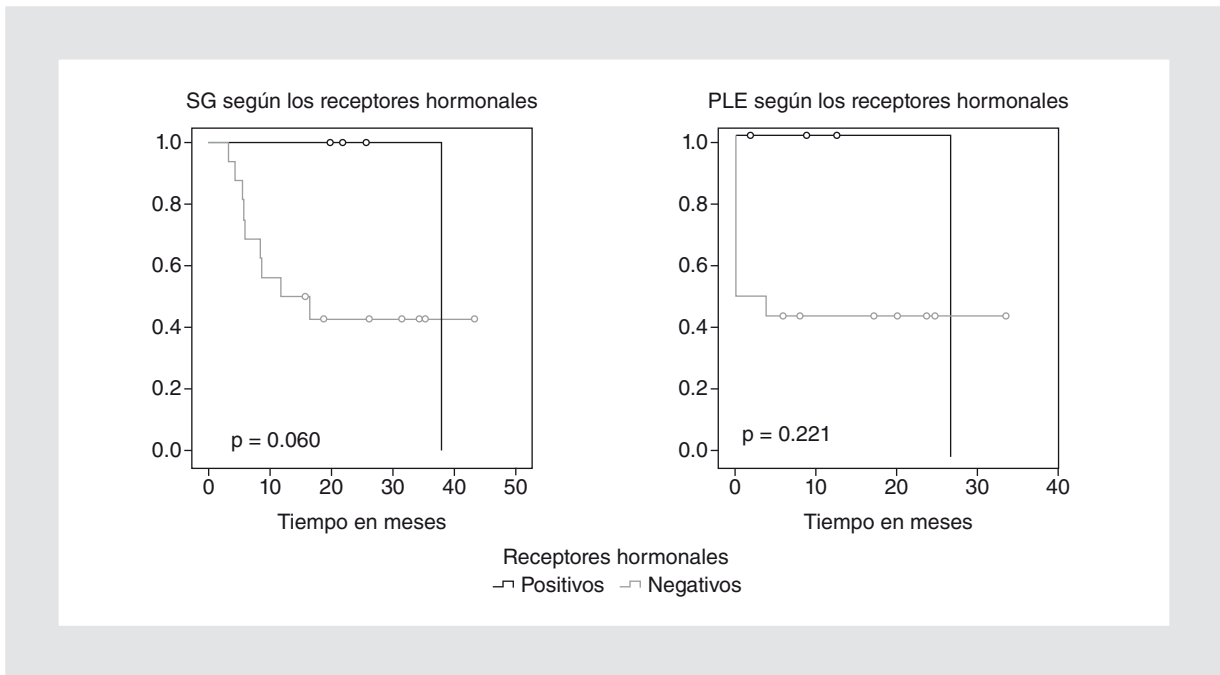 SG según los receptores hormonales
1.0
0.8
0.6
0.4
0.2
0.0
p = 0.060
0 10 20 30 40 50
Tiempo en meses
PLE según los receptores hormonales
1.0
0.8
0.6
0.4
0.2
0.0
p = 0.221
0 10 20 30 40
Tiempo en meses
Receptores hormonales
Positivos Negativos